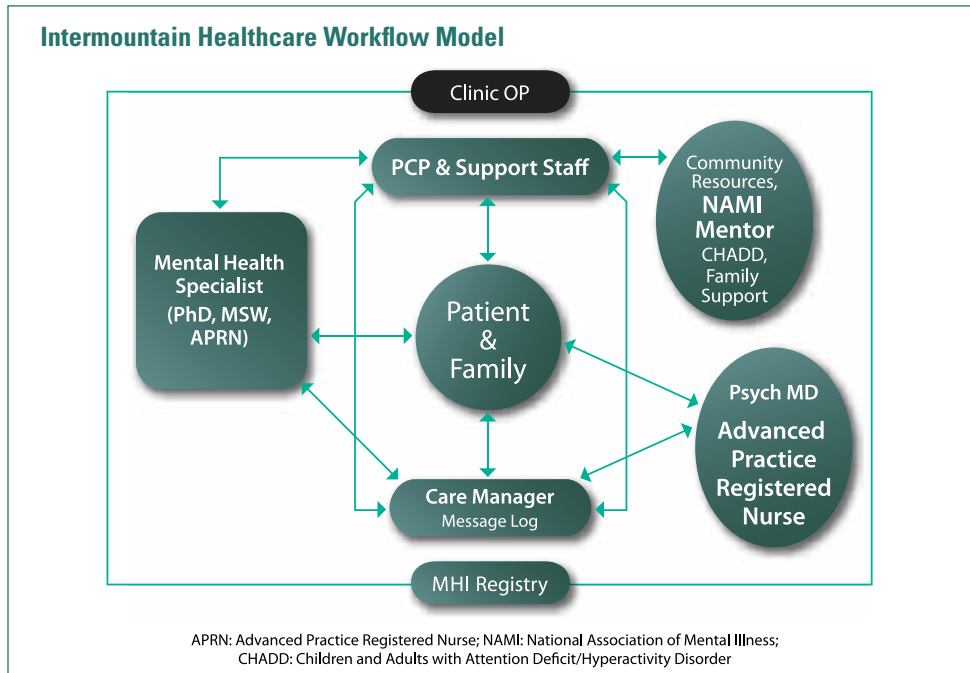 Intermountain Healthcare Workflow Model
Clinic OP
PCP & Support Staff
Community
Resources,
NAMI
Mentor
CHADD,
Family
Support
Mental Health
Specialist
(PhD, MSW,
APRN)
Patient
&
Family
Psych MD
Advanced
Practice
Registered
Nurse
Care Manager
Message Log
MHI Registry
APRN: Advanced Practice Registered Nurse; NAMI: National Association of Mental Illness;
CHADD: Children and Adults with Attention Deficit/Hyperactivity Disorder